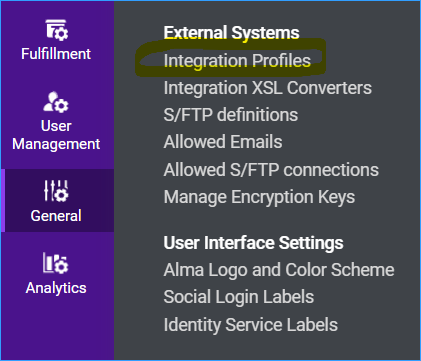 Fulfillment
User
Management
General
Analytics
External Systems
Integration Profiles
Integration XSL Converters
S/FTP definitions
Allowed Emails
Allowed S/FTP connections
Manage Encryption Keys
User Interface Settings
Alma Logo and Color Scheme
Social Login Labels
Identity Service Labels